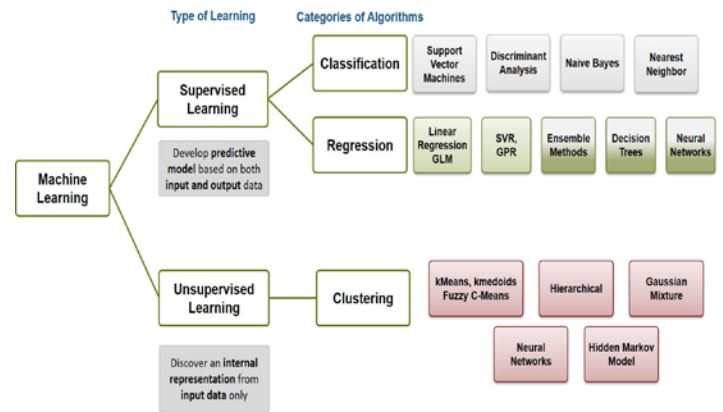 Type of Learning
Categories of Algorithms
Machine
Learning
Supervised
Learning
Develop predictive
model based on both
input and output data
Classification
Support
Vector
Machines
Discriminant
Analysis
Naive Bayes
Nearest
Neighbor
Regression
Linear
Regression
GLM
SVR,
GPR
Ensemble
Methods
Decision
Trees
Neural
Networks
Unsupervised
Learning
Discover an internal
representation from
input data only
Clustering
kMeans, kmedoids
Fuzzy C-Means
Hierarchical
Gaussian
Mixture
Neural
Networks
Hidden Markov
Model